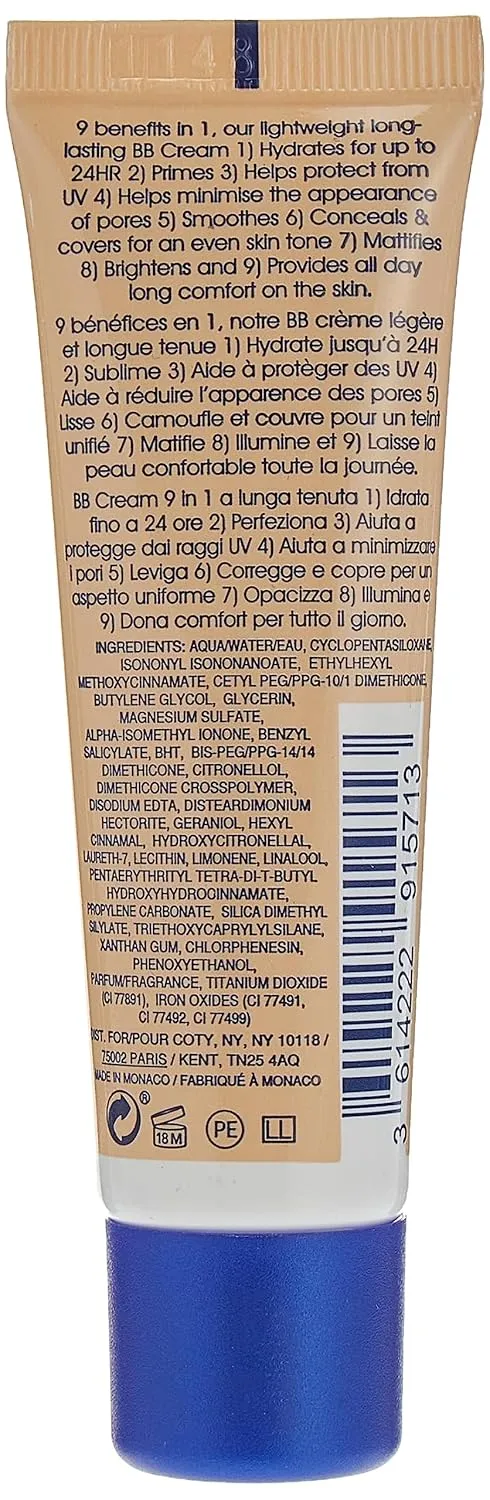 114
9 benefits in 1, our lightweight long-
lasting BB Cream 1) Hydrates for up to
24HR 2) Primes 3) Helps protect from
UV 4) Helps minimise the appearance
of pores 5) Smoothes 6) Conceals &
covers for an even skin tone 7) Mattifies
8) Brightens and 9) Provides all day
long comfort on the skin.
9 bénéfices en 1, notre BB crème légère
et longue tenue 1) Hydrate jusqu'à 24H
2) Sublime 3) Aide à protéger des UV 4)
Aide à réduire l'apparence des pores 5)
Lisse 6) Camoufle et couvre pour un teint
unifié 7) Matifie 8) Illumine et 9) Laisse la
peau confortable toute la journée.
BB Cream 9 in 1 a lunga tenuta 1) Idrata
fino a 24 ore 2) Perfeziona 3) Aiuta a
protegge dai raggi UV 4) Aiuta a minimizzare
i pori 5) Leviga 6) Corregge e copre per un
aspetto uniforme 7) Opacizza 8) Illumina e
9) Dona comfort per tutto il giorno.
INGREDIENTS: AQUA/WATER/EAU, CYCLOPENTASILOXANE,
ISONONYL ISONONANOATE, ETHYLHEXYL
METHOXYCINNAMATE, CETYL PEG/PPG-10/1 DIMETHICONE,
BUTYLENE GLYCOL, GLYCERIN,
MAGNESIUM SULFATE,
ALPHA-ISOMETHYL IONONE, BENZYL
SALICYLATE, BHT, BIS-PEG/PPG-14/14
DIMETHICONE, CITRONELLOL,
DIMETHICONE CROSSPOLYMER,
DISODIUM EDTA, DISTEARDIMONIUM
HECTORITE, GERANIOL, HEXYL
CINNAMAL, HYDROXYCITRONELLAL,
LAURETH-7, LECITHIN, LIMONENE, LINALOOL,
PENTAERYTHRITYL TETRA-DI-T-BUTYL
HYDROXYHYDROCINNAMATE,
PROPYLENE CARBONATE, SILICA DIMETHYL
SILYLATE, TRIETHOXYCAPRYLYLSILANE,
XANTHAN GUM, CHLORPHENESIN,
PHENOXYETHANOL,
PARFUM/FRAGRANCE, TITANIUM DIOXIDE
(CI 77891), IRON OXIDES (CI 77491,
CI 77492, CI 77499)
DIST. FOR/POUR COTY, NY, NY 10118 /
75002 PARIS / KENT, TN25 4AQ
MADE IN MONACO / FABRIQUÉ À MONACO
® 18 M PE LL
3 614222 915713